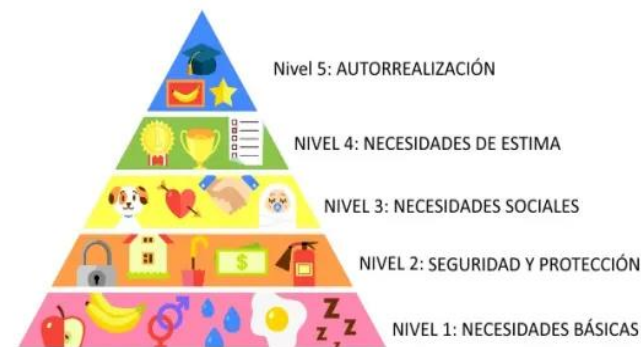 Nivel 5: AUTORREALIZACIÓN
NIVEL 4: NECESIDADES DE ESTIMA
NIVEL 3: NECESIDADES SOCIALES
$
NIVEL 2: SEGURIDAD Y PROTECCIÓN
Z
Z Z
Z Z
NIVEL 1: NECESIDADES BÁSICAS